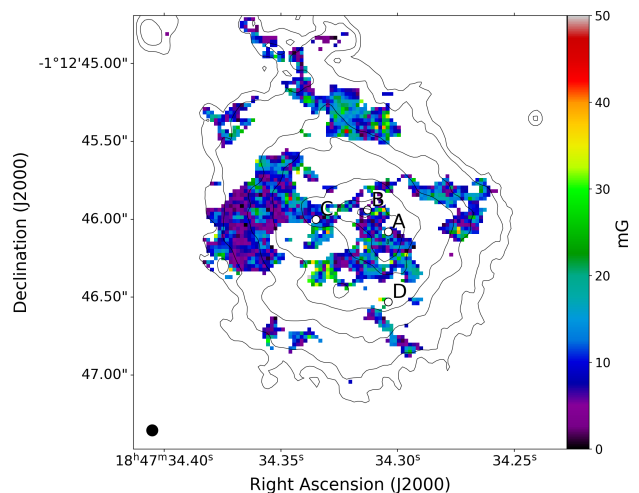 50
-1°12'45.00"
40
45.50"
C
B
A
46.00"
30
mG
Declination (J2000)
20
46.50"
D
10
47.00"
0
18ʰ47ᵐ34.40ˢ
34.35ˢ
34.30ˢ
34.25ˢ
Right Ascension (J2000)